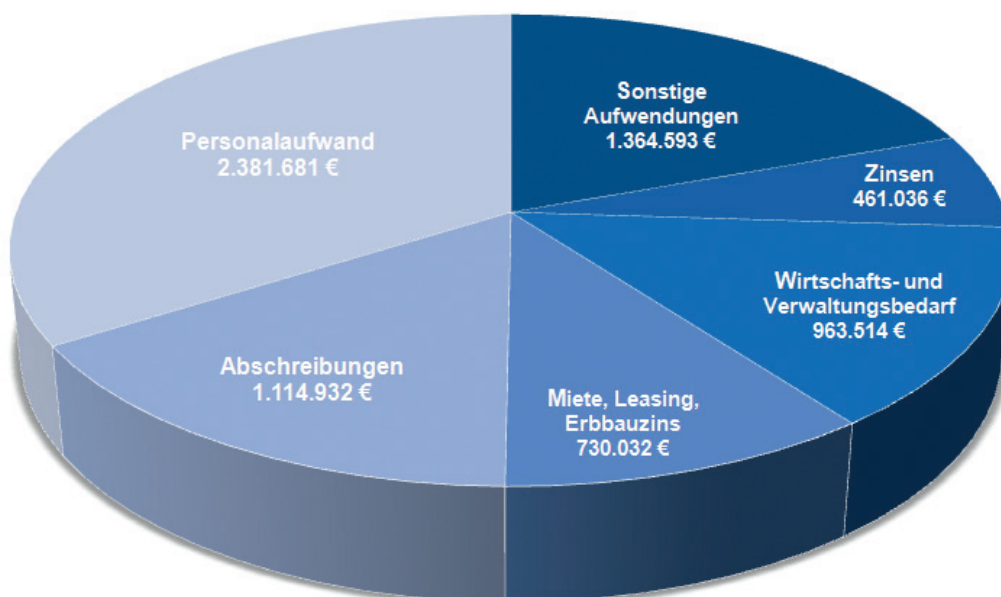 Sonstige
Aufwendungen
1.364.593 €
Personalaufwand
2.381.681 €
Zinsen
461.036 €
Wirtschafts- und
Verwaltungsbedarf
963.514 €
Abschreibungen
1.114.932 €
Miete, Leasing,
Erbbauzins
730.032 €